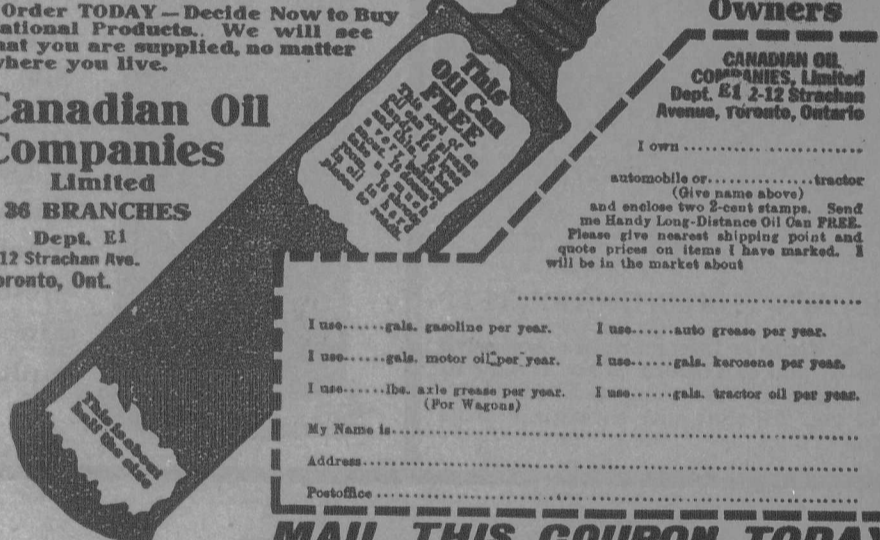 Order TODAY—Decide Now to Buy
ational Products.. We will see
hat you are supplied, no matter
where you live.
Canadian Oil
Companies
Limited
36 BRANCHES
Dept. E1
12 Strachan Ave.
oronto, Ont.
This
Oil Can
FREE
This is about
half the size
Owners
CANADIAN OIL
COMPANIES, Limited
Dept. E1 2-12 Strachan
Avenue, Toronto, Ontario
I own ..............................
automobile or..............tractor
(Give name above)
and enclose two 2-cent stamps. Send
me Handy Long-Distance Oil Can FREE.
Please give nearest shipping point and
quote prices on items I have marked. I
will be in the market about
............................................................
I use......gals. gasoline per year.
I use......auto grease per year.
I use......gals. motor oil per year.
I use......gals. kerosene per year.
I use......lbs. axle grease per year.
(For Wagons)
I use......gals. tractor oil per year.
My Name is............................................................
Address............................................................
Postoffice ............................................................
MAIL THIS COUPON TODAY